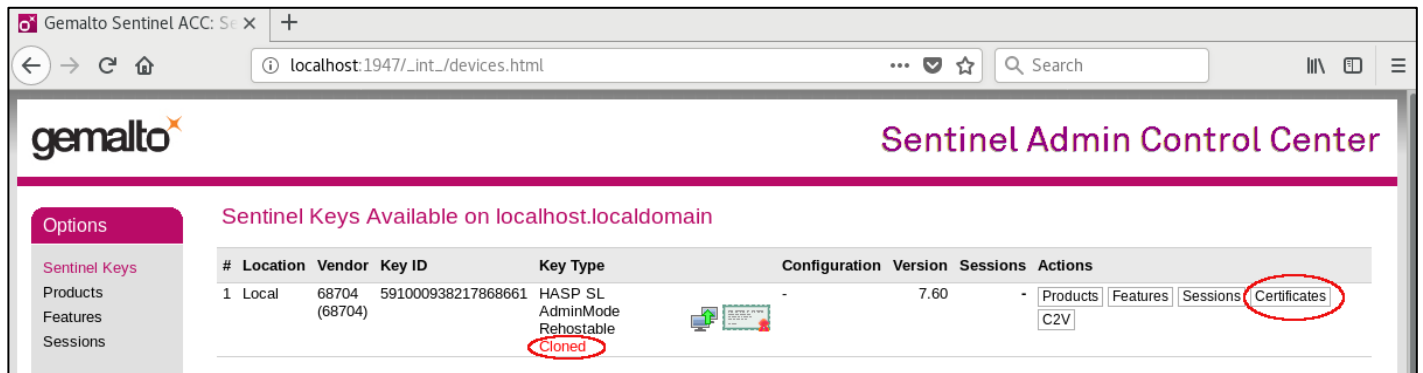 Gemalto Sentinel ACC: Se
localhost:1947/_int_/devices.html
Search
gemalto
Sentinel Admin Control Center
Options
Sentinel Keys
Products
Features
Sessions
Sentinel Keys Available on localhost.localdomain
# Location Vendor Key ID Key Type Configuration Version Sessions Actions
1 Local 68704 591000938217868661 HASP SL - 7.60 - Products Features Sessions Certificates
(68704) AdminMode C2V
Rehostable
Cloned